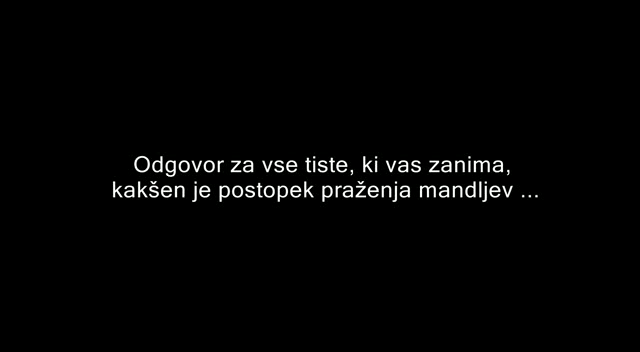 Odgovor za vse tiste, ki vas zanima,
kakšen je postopek praženja mandljev ...